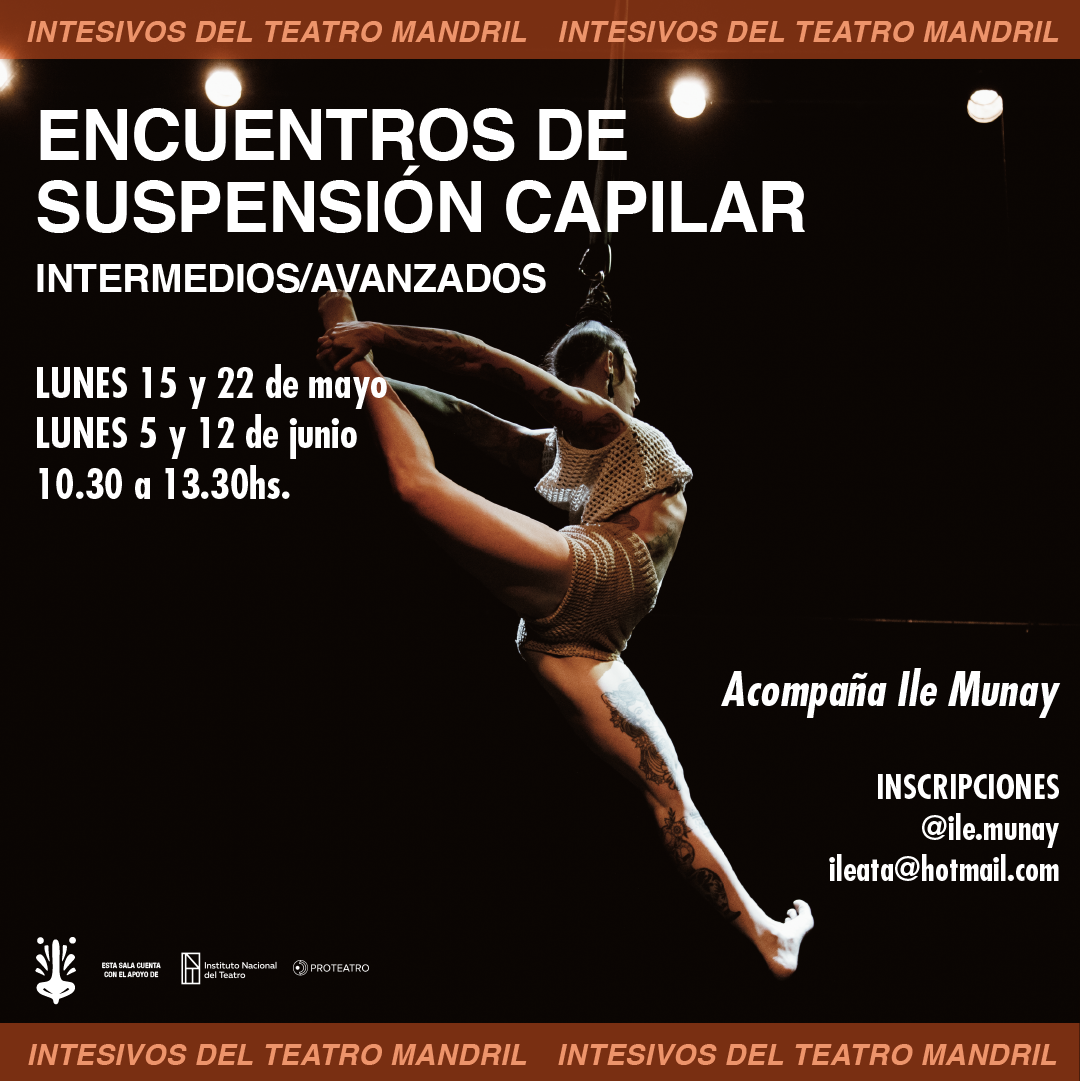 INTESIVOS DEL TEATRO MANDRIL INTESIVOS DEL TEATRO MANDRIL
ENCUENTROS DE
SUSPENSIÓN CAPILAR
INTERMEDIOS/AVANZADOS
LUNES 15 y 22 de mayo
LUNES 5 y 12 de junio
10.30 a 13.30hs.
Acompaña Ile Munay
INSCRIPCIONES
@ile.munay
ileata@hotmail.com
ESTA SALA CUENTA
CON EL APOYO DE
Instituto Nacional
del Teatro
PROTEATRO
INTESIVOS DEL TEATRO MANDRIL INTESIVOS DEL TEATRO MANDRIL